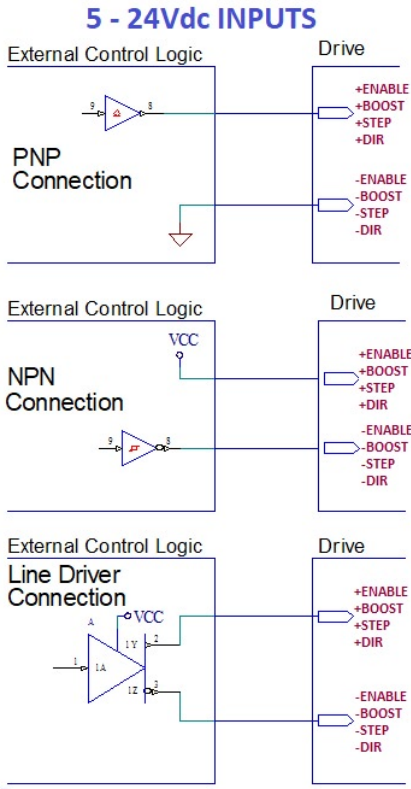 5 - 24Vdc INPUTS
External Control Logic
Drive
9
8
+ENABLE
+BOOST
+STEP
+DIR
PNP
Connection
-ENABLE
-BOOST
-STEP
-DIR
External Control Logic
Drive
VCC
NPN
Connection
+ENABLE
+BOOST
+STEP
+DIR
9
8
-ENABLE
-BOOST
-STEP
-DIR
External Control Logic
Drive
Line Driver
Connection
A
VCC
1
1A
1Y
2
1Z
3
+ENABLE
+BOOST
+STEP
+DIR
-ENABLE
-BOOST
-STEP
-DIR